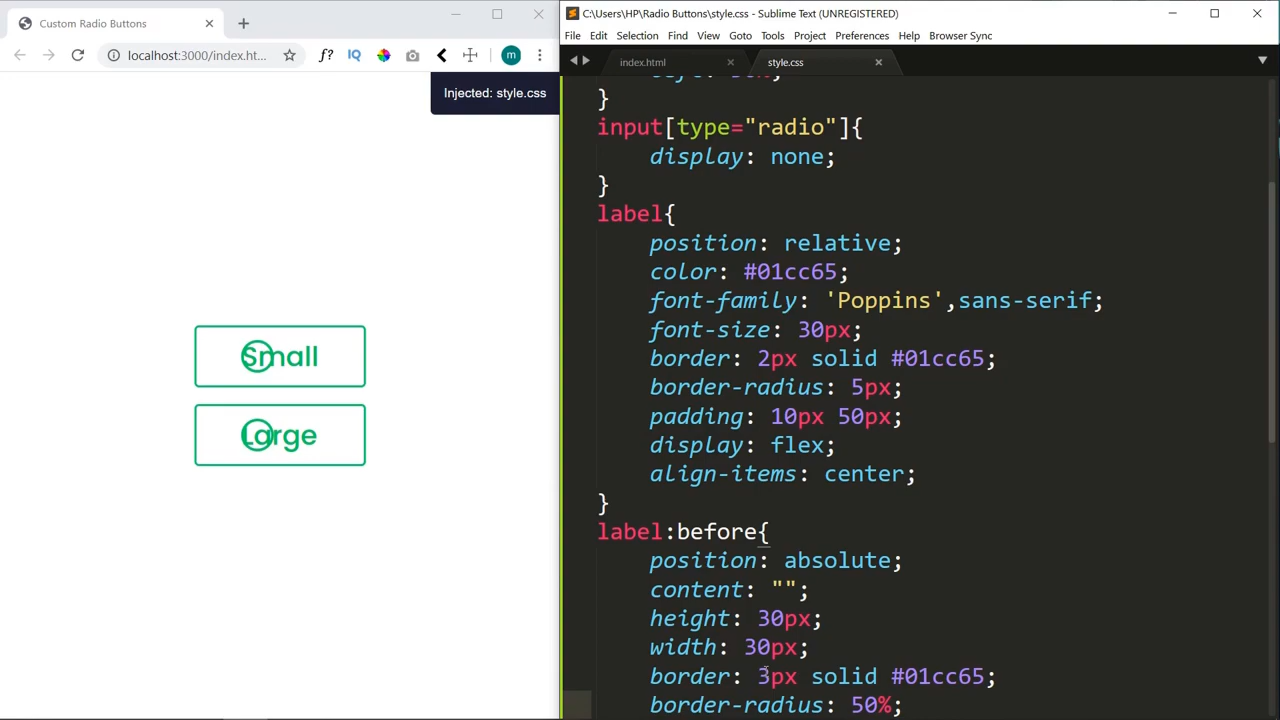 Custom Radio Buttons
localhost:3000/index.ht...
f?
IQ
m
Injected: style.css
Small
Large
C:\Users\HP\Radio Buttons\style.css - Sublime Text (UNREGISTERED)
File Edit Selection Find View Goto Tools Project Preferences Help Browser Sync
index.html
style.css
}
input[type="radio"]{
display: none;
}
label{
position: relative;
color: #01cc65;
font-family: 'Poppins',sans-serif;
font-size: 30px;
border: 2px solid #01cc65;
border-radius: 5px;
padding: 10px 50px;
display: flex;
align-items: center;
}
label:before{
position: absolute;
content: "";
height: 30px;
width: 30px;
border: 3px solid #01cc65;
border-radius: 50%;